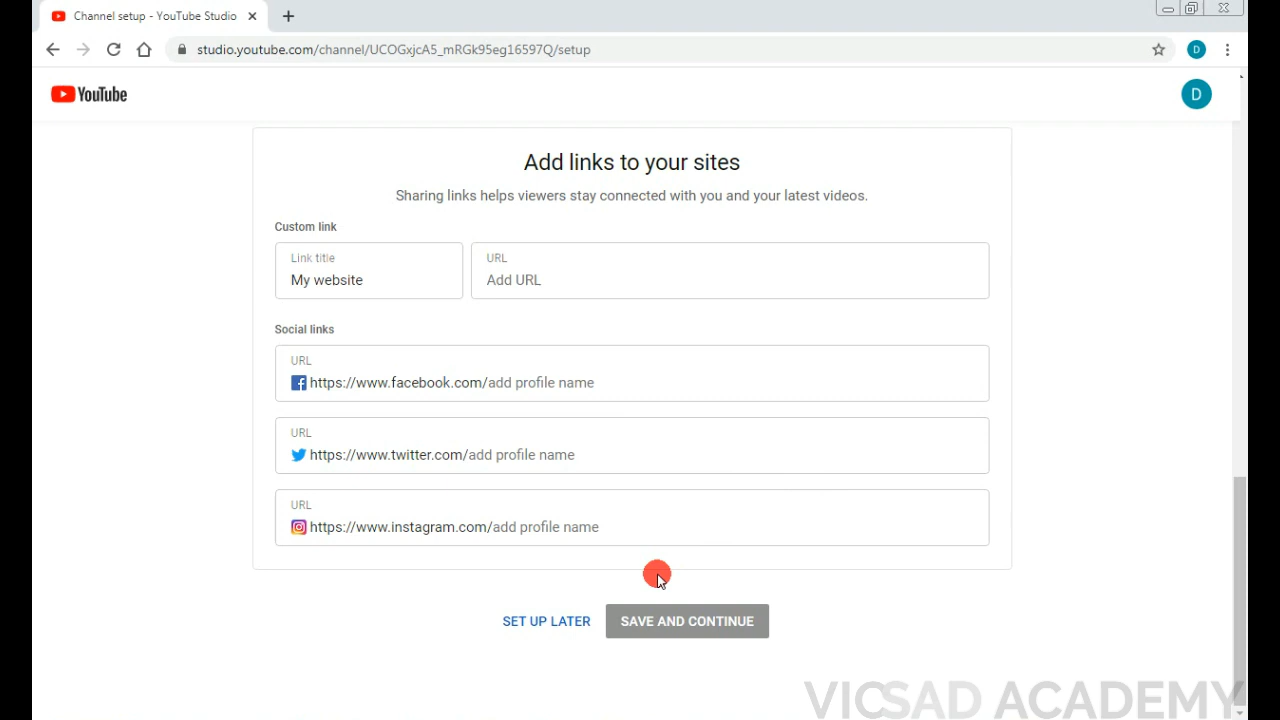 Channel setup - YouTube Studio
studio.youtube.com/channel/UCOGxjcA5_mRGk95eg16597Q/setup
D
YouTube
D
Add links to your sites
Sharing links helps viewers stay connected with you and your latest videos.
Custom link
Link title
My website
URL
Add URL
Social links
URL
https://www.facebook.com/add profile name
URL
https://www.twitter.com/add profile name
URL
https://www.instagram.com/add profile name
SET UP LATER
SAVE AND CONTINUE
VICSAD ACADEMY